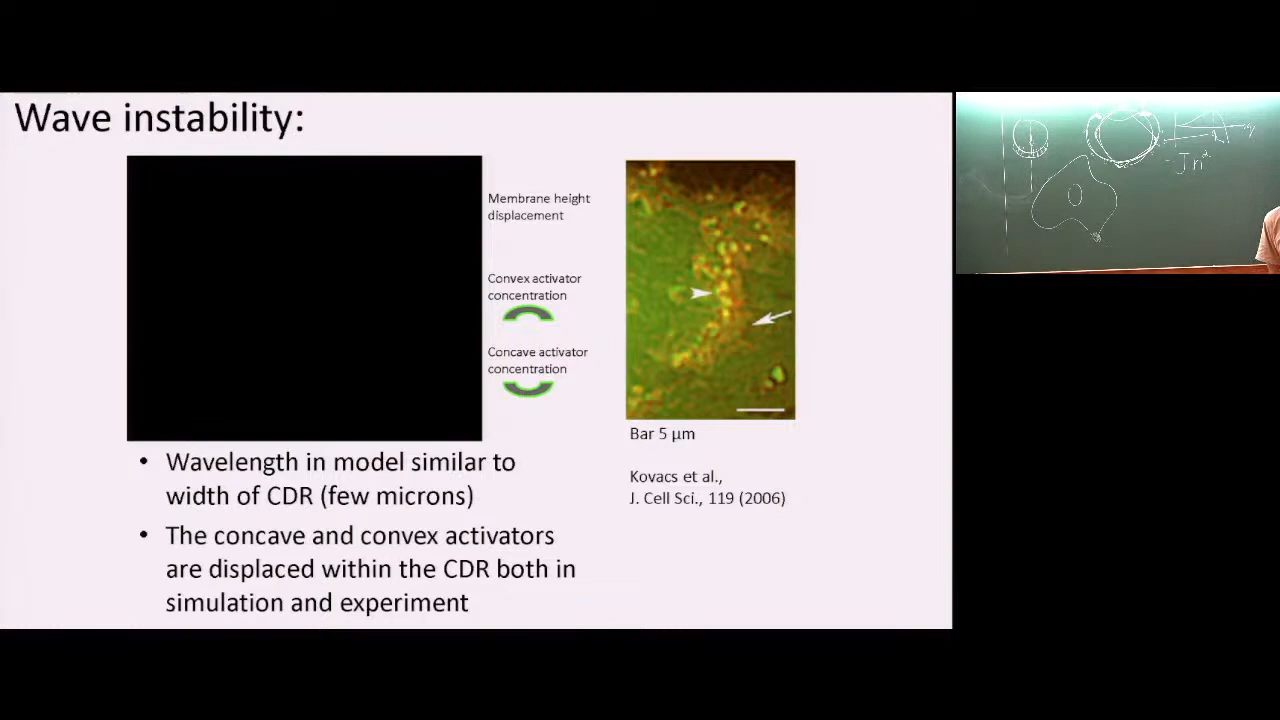 Wave instability:
Membrane height
displacement
Convex activator
concentration
Concave activator
concentration
Bar 5 μm
Kovacs et al.,
J. Cell Sci., 119 (2006)
• Wavelength in model similar to
width of CDR (few microns)
• The concave and convex activators
are displaced within the CDR both in
simulation and experiment